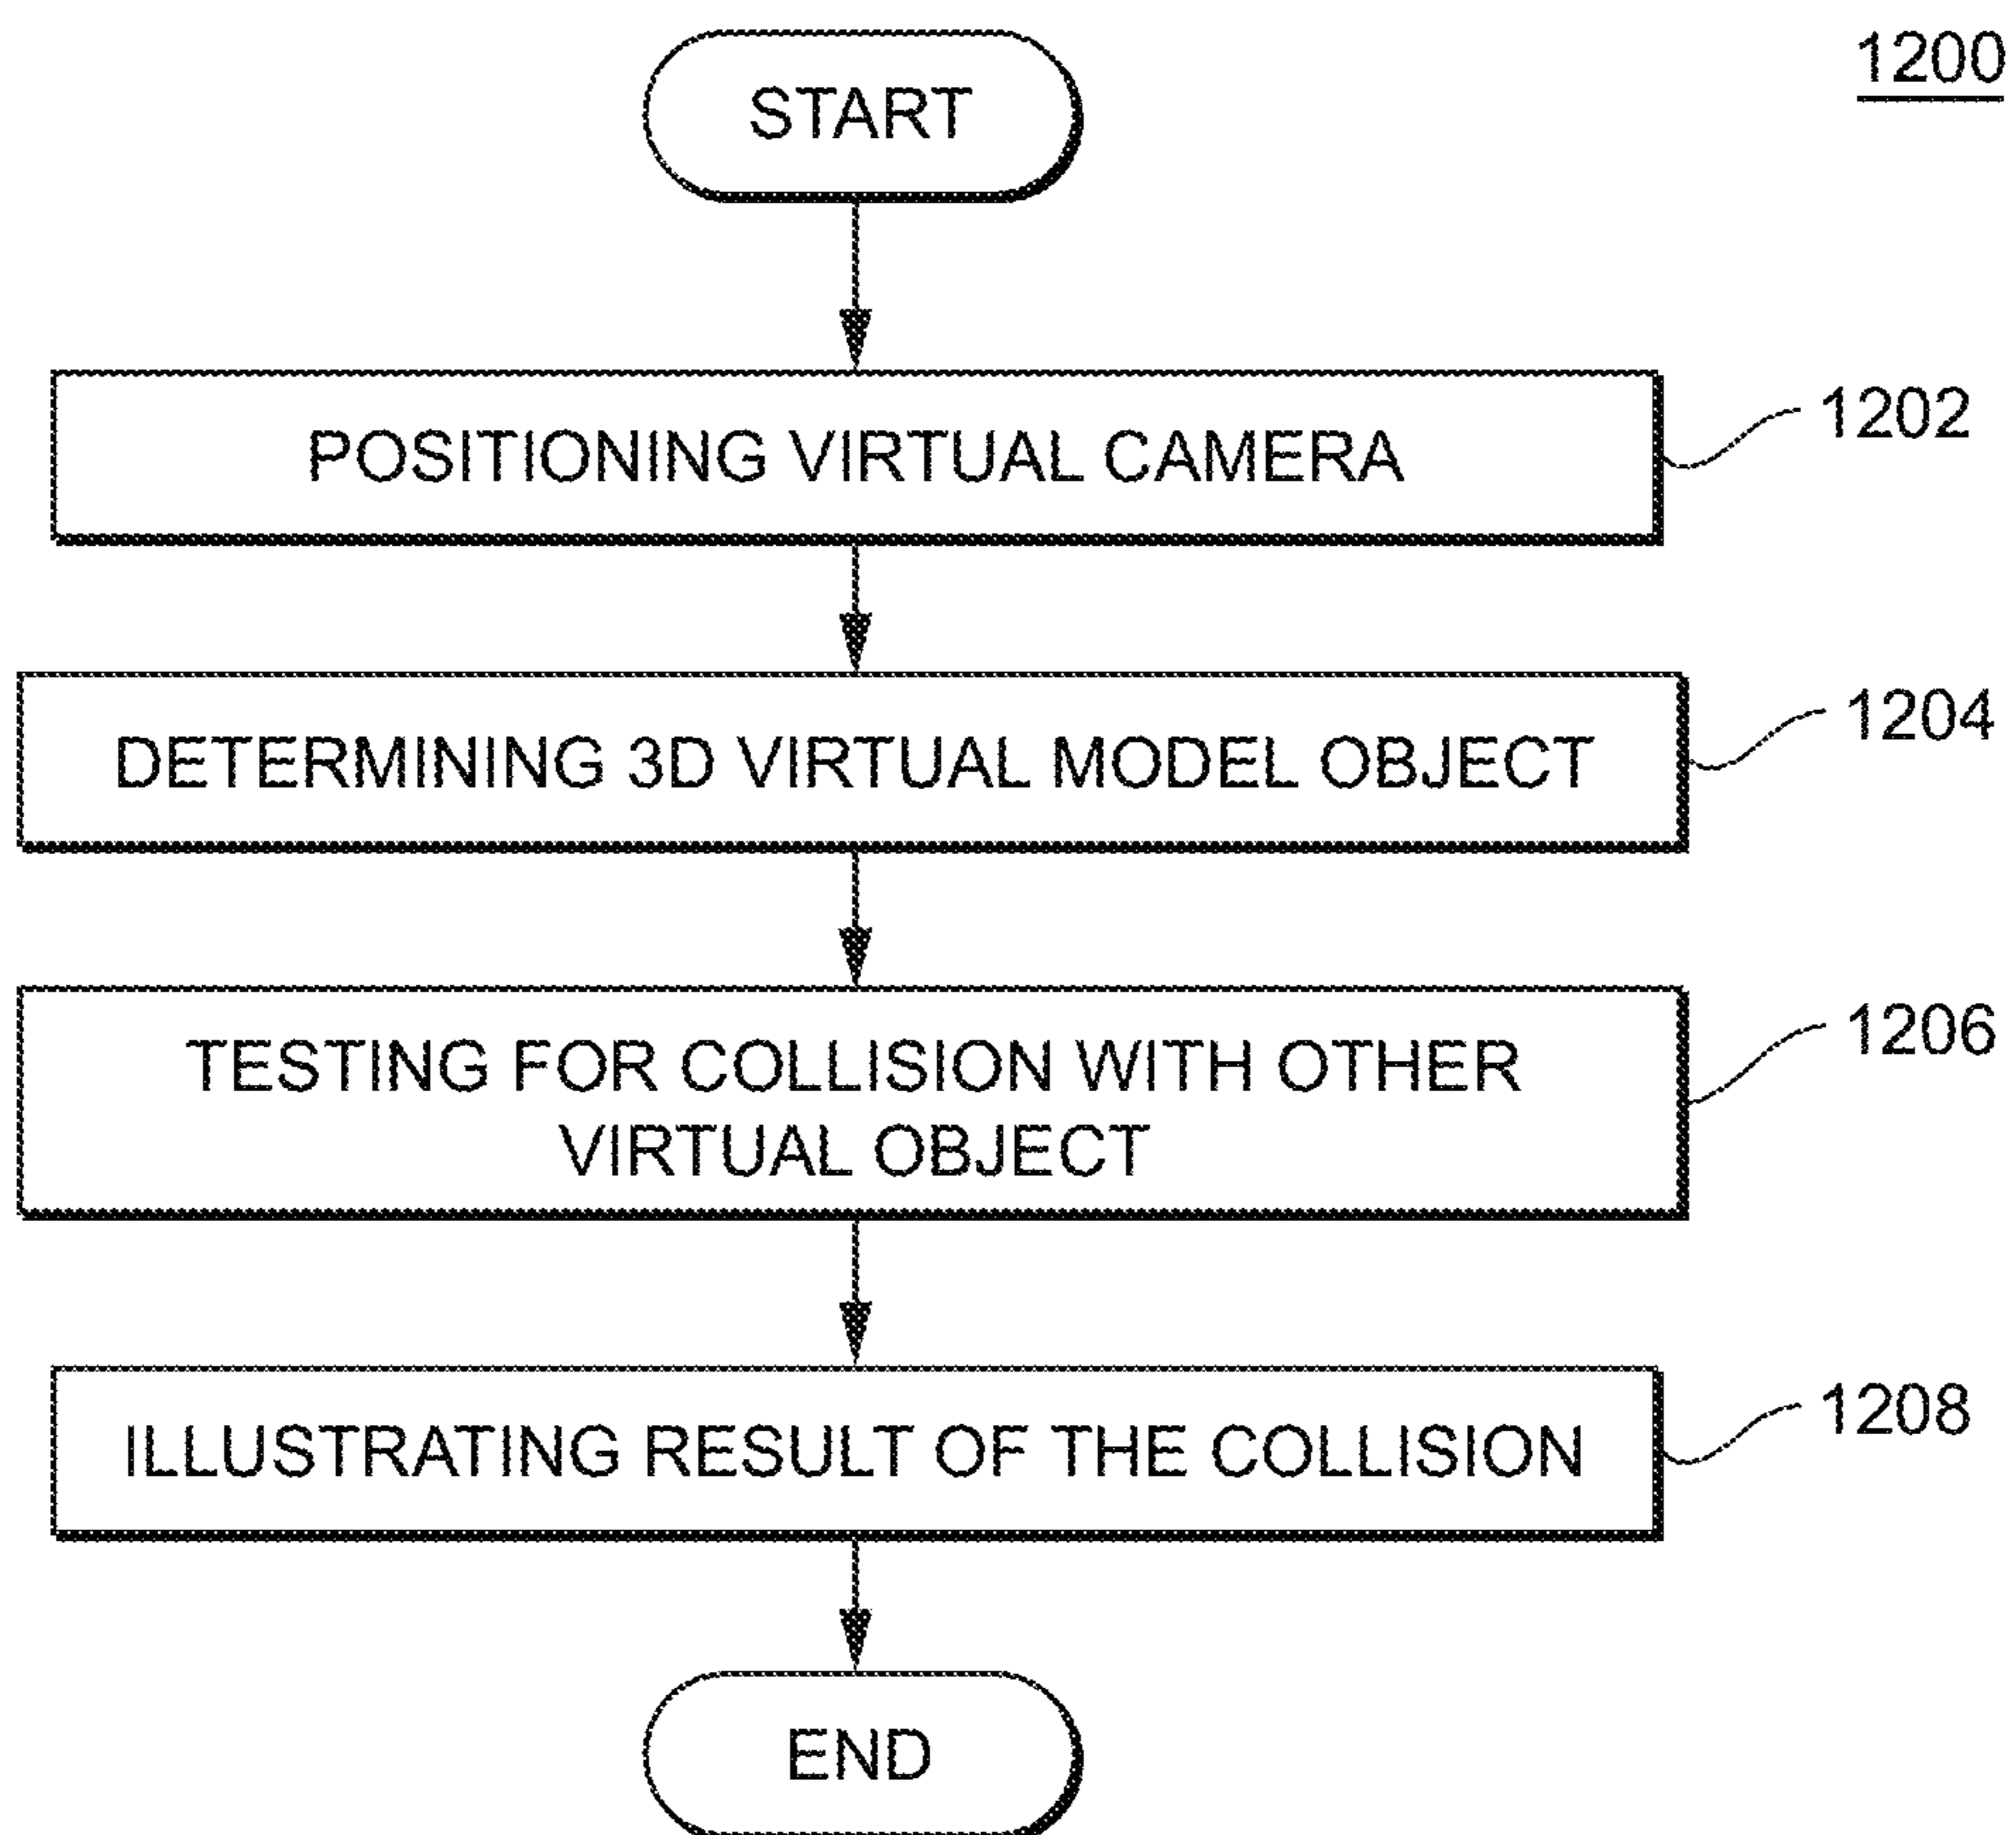 1200
START
POSITIONING VIRTUAL CAMERA
1202
DETERMINING 3D VIRTUAL MODEL OBJECT
1204
TESTING FOR COLLISION WITH OTHER
VIRTUAL OBJECT
1206
ILLUSTRATING RESULT OF THE COLLISION
1208
END